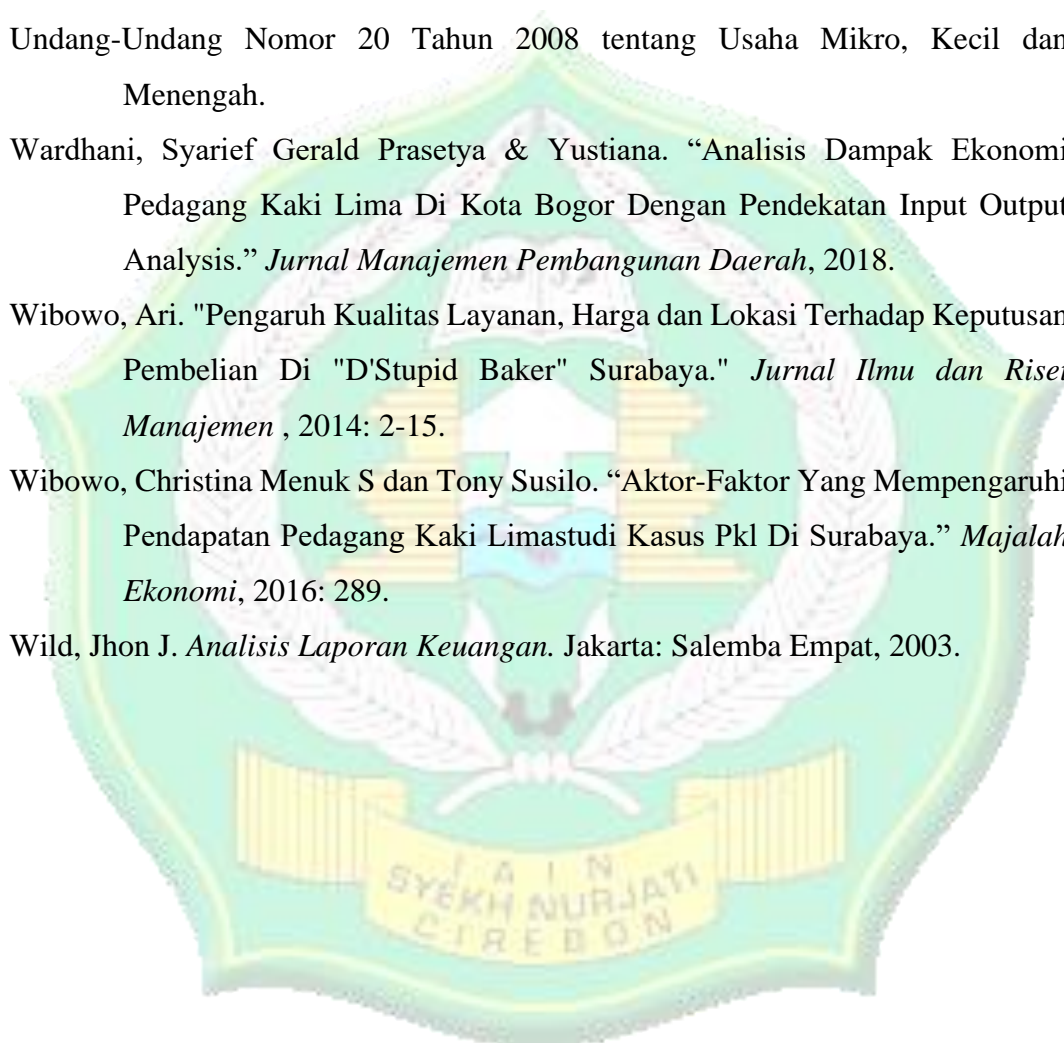 Undang-Undang Nomor 20 Tahun 2008 tentang Usaha Mikro, Kecil dan
Menengah.
Wardhani, Syarief Gerald Prasetya & Yustiana. “Analisis Dampak Ekonomi
Pedagang Kaki Lima Di Kota Bogor Dengan Pendekatan Input Output
Analysis.” Jurnal Manajemen Pembangunan Daerah, 2018.
Wibowo, Ari. "Pengaruh Kualitas Layanan, Harga dan Lokasi Terhadap Keputusan
Pembelian Di "D'Stupid Baker" Surabaya." Jurnal Ilmu dan Riset
Manajemen , 2014: 2-15.
Wibowo, Christina Menuk S dan Tony Susilo. “Aktor-Faktor Yang Mempengaruhi
Pendapatan Pedagang Kaki Limastudi Kasus Pkl Di Surabaya.” Majalah
Ekonomi, 2016: 289.
Wild, Jhon J. Analisis Laporan Keuangan. Jakarta: Salemba Empat, 2003.
IAIN
SYEKH NURJATI
CIREBON